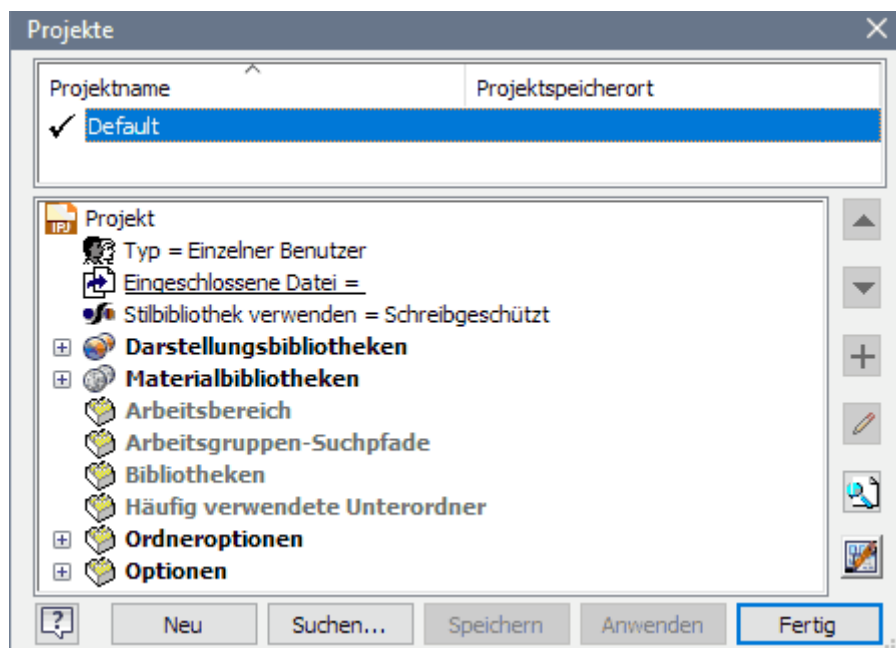 Projekte
Projektname Projektspeicherort
Default
IPJ Projekt
Typ = Einzelner Benutzer
Eingeschlossene Datei =
Stilbibliothek verwenden = Schreibgeschützt
Darstellungsbibliotheken
Materialbibliotheken
Arbeitsbereich
Arbeitsgruppen-Suchpfade
Bibliotheken
Häufig verwendete Unterordner
Ordneroptionen
Optionen
? Neu Suchen... Speichern Anwenden Fertig